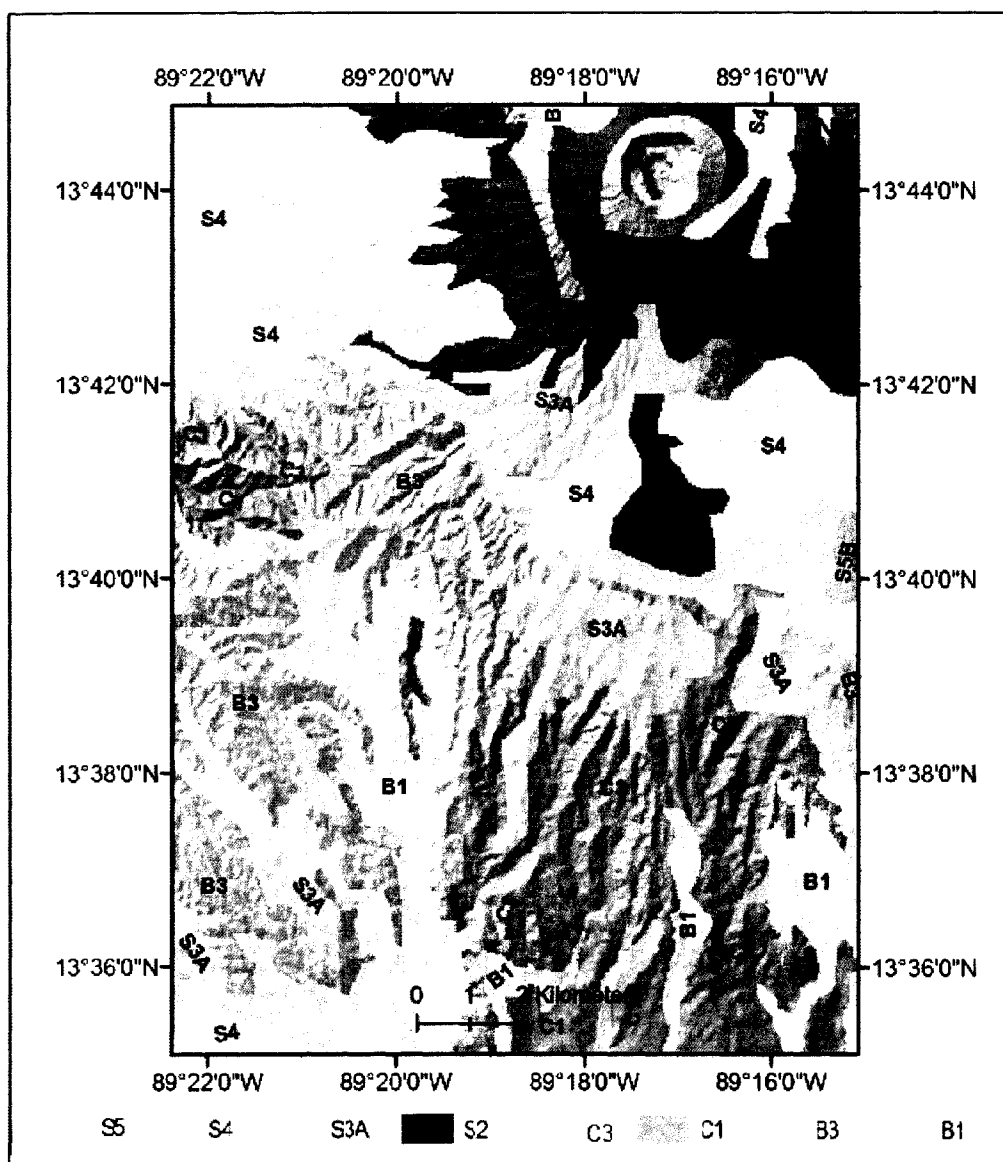 89°22'0"W 89°20'0"W 89°18'0"W 89°16'0"W
B
S4
13°44'0"N 13°44'0"N
S4
S4
13°42'0"N 13°42'0"N
S3A
S4
B3
S4
13°40'0"N 13°40'0"N
S5B
S3A
S3A
B3
13°38'0"N 13°38'0"N
B1
B3
S3A
B1
B1
S3A
13°36'0"N 13°36'0"N
B1
0 1 2 Kilometers
S4
C1
89°22'0"W 89°20'0"W 89°18'0"W 89°16'0"W
S5 S4 S3A S2 C3 C1 B3 B1